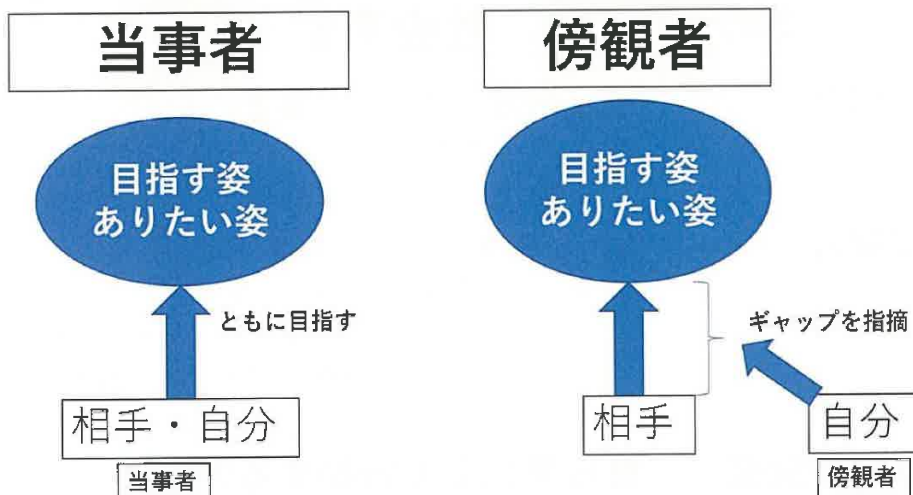 当事者
目指す姿
ありたい姿
ともに目指す
相手・自分
当事者
傍観者
目指す姿
ありたい姿
ギャップを指摘
相手
自分
傍観者